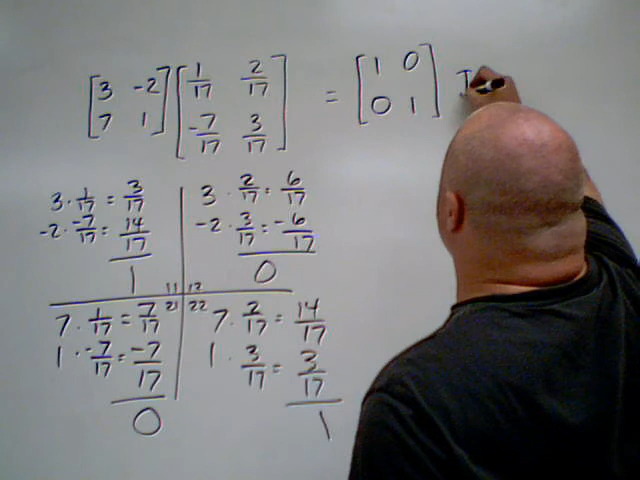 [3 -2] [1/17 2/17] = [1 0] I
[7 1] [-7/17 3/17] [0 1]
3 · 1/17 = 3/17
-2 · -7/17 = 14/17
1
11
3 · 2/17 = 6/17
-2 · 3/17 = -6/17
0
12
7 · 1/17 = 7/17
1 · -7/17 = -7/17
0
21
22
7 · 2/17 = 14/17
1 · 3/17 = 3/17
1